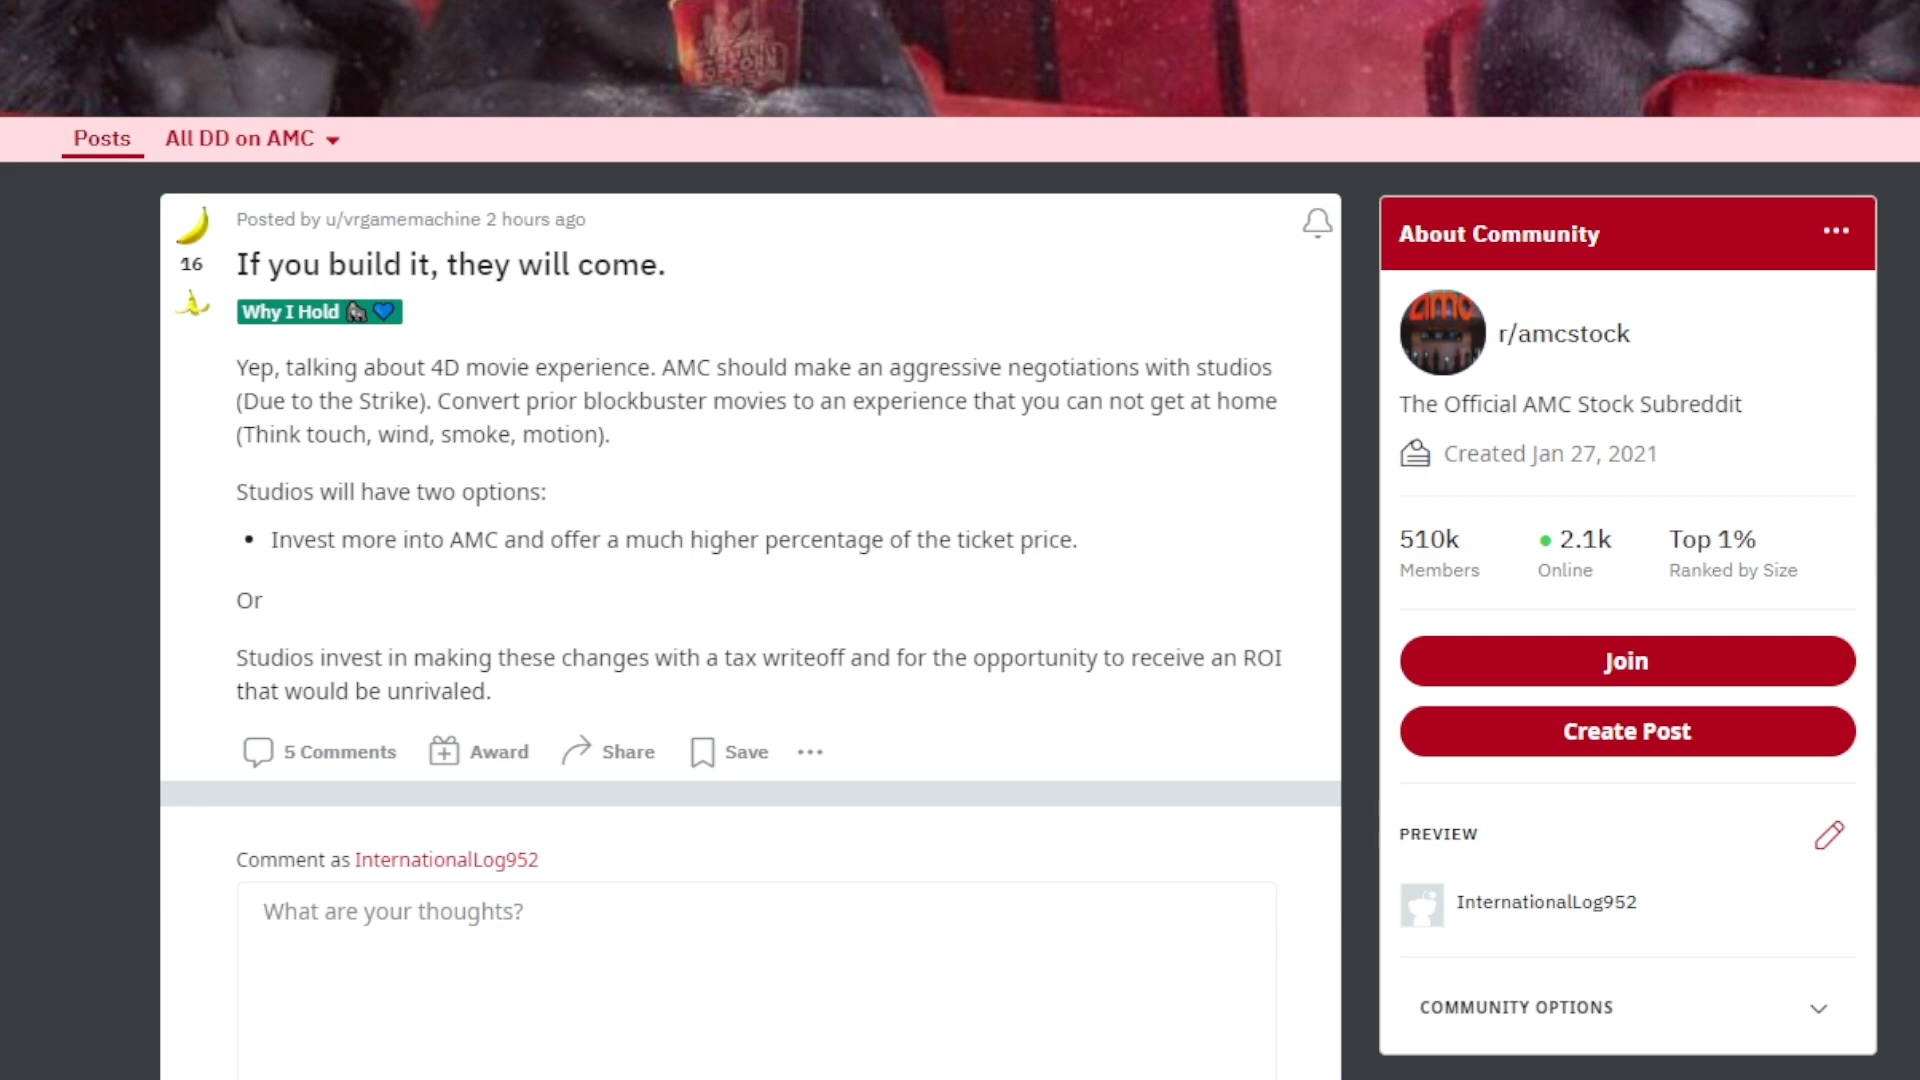 Posts
All DD on AMC
Posted by u/vrgamemachine 2 hours ago
16
If you build it, they will come.
Why I Hold 🦍💙
Yep, talking about 4D movie experience. AMC should make an aggressive negotiations with studios
(Due to the Strike). Convert prior blockbuster movies to an experience that you can not get at home
(Think touch, wind, smoke, motion).
Studios will have two options:
• Invest more into AMC and offer a much higher percentage of the ticket price.
Or
Studios invest in making these changes with a tax writeoff and for the opportunity to receive an ROI
that would be unrivaled.
5 Comments
Award
Share
Save
Comment as InternationalLog952
What are your thoughts?
About Community
amc
r/amcstock
The Official AMC Stock Subreddit
Created Jan 27, 2021
510k
Members
2.1k
Online
Top 1%
Ranked by Size
Join
Create Post
PREVIEW
InternationalLog952
COMMUNITY OPTIONS